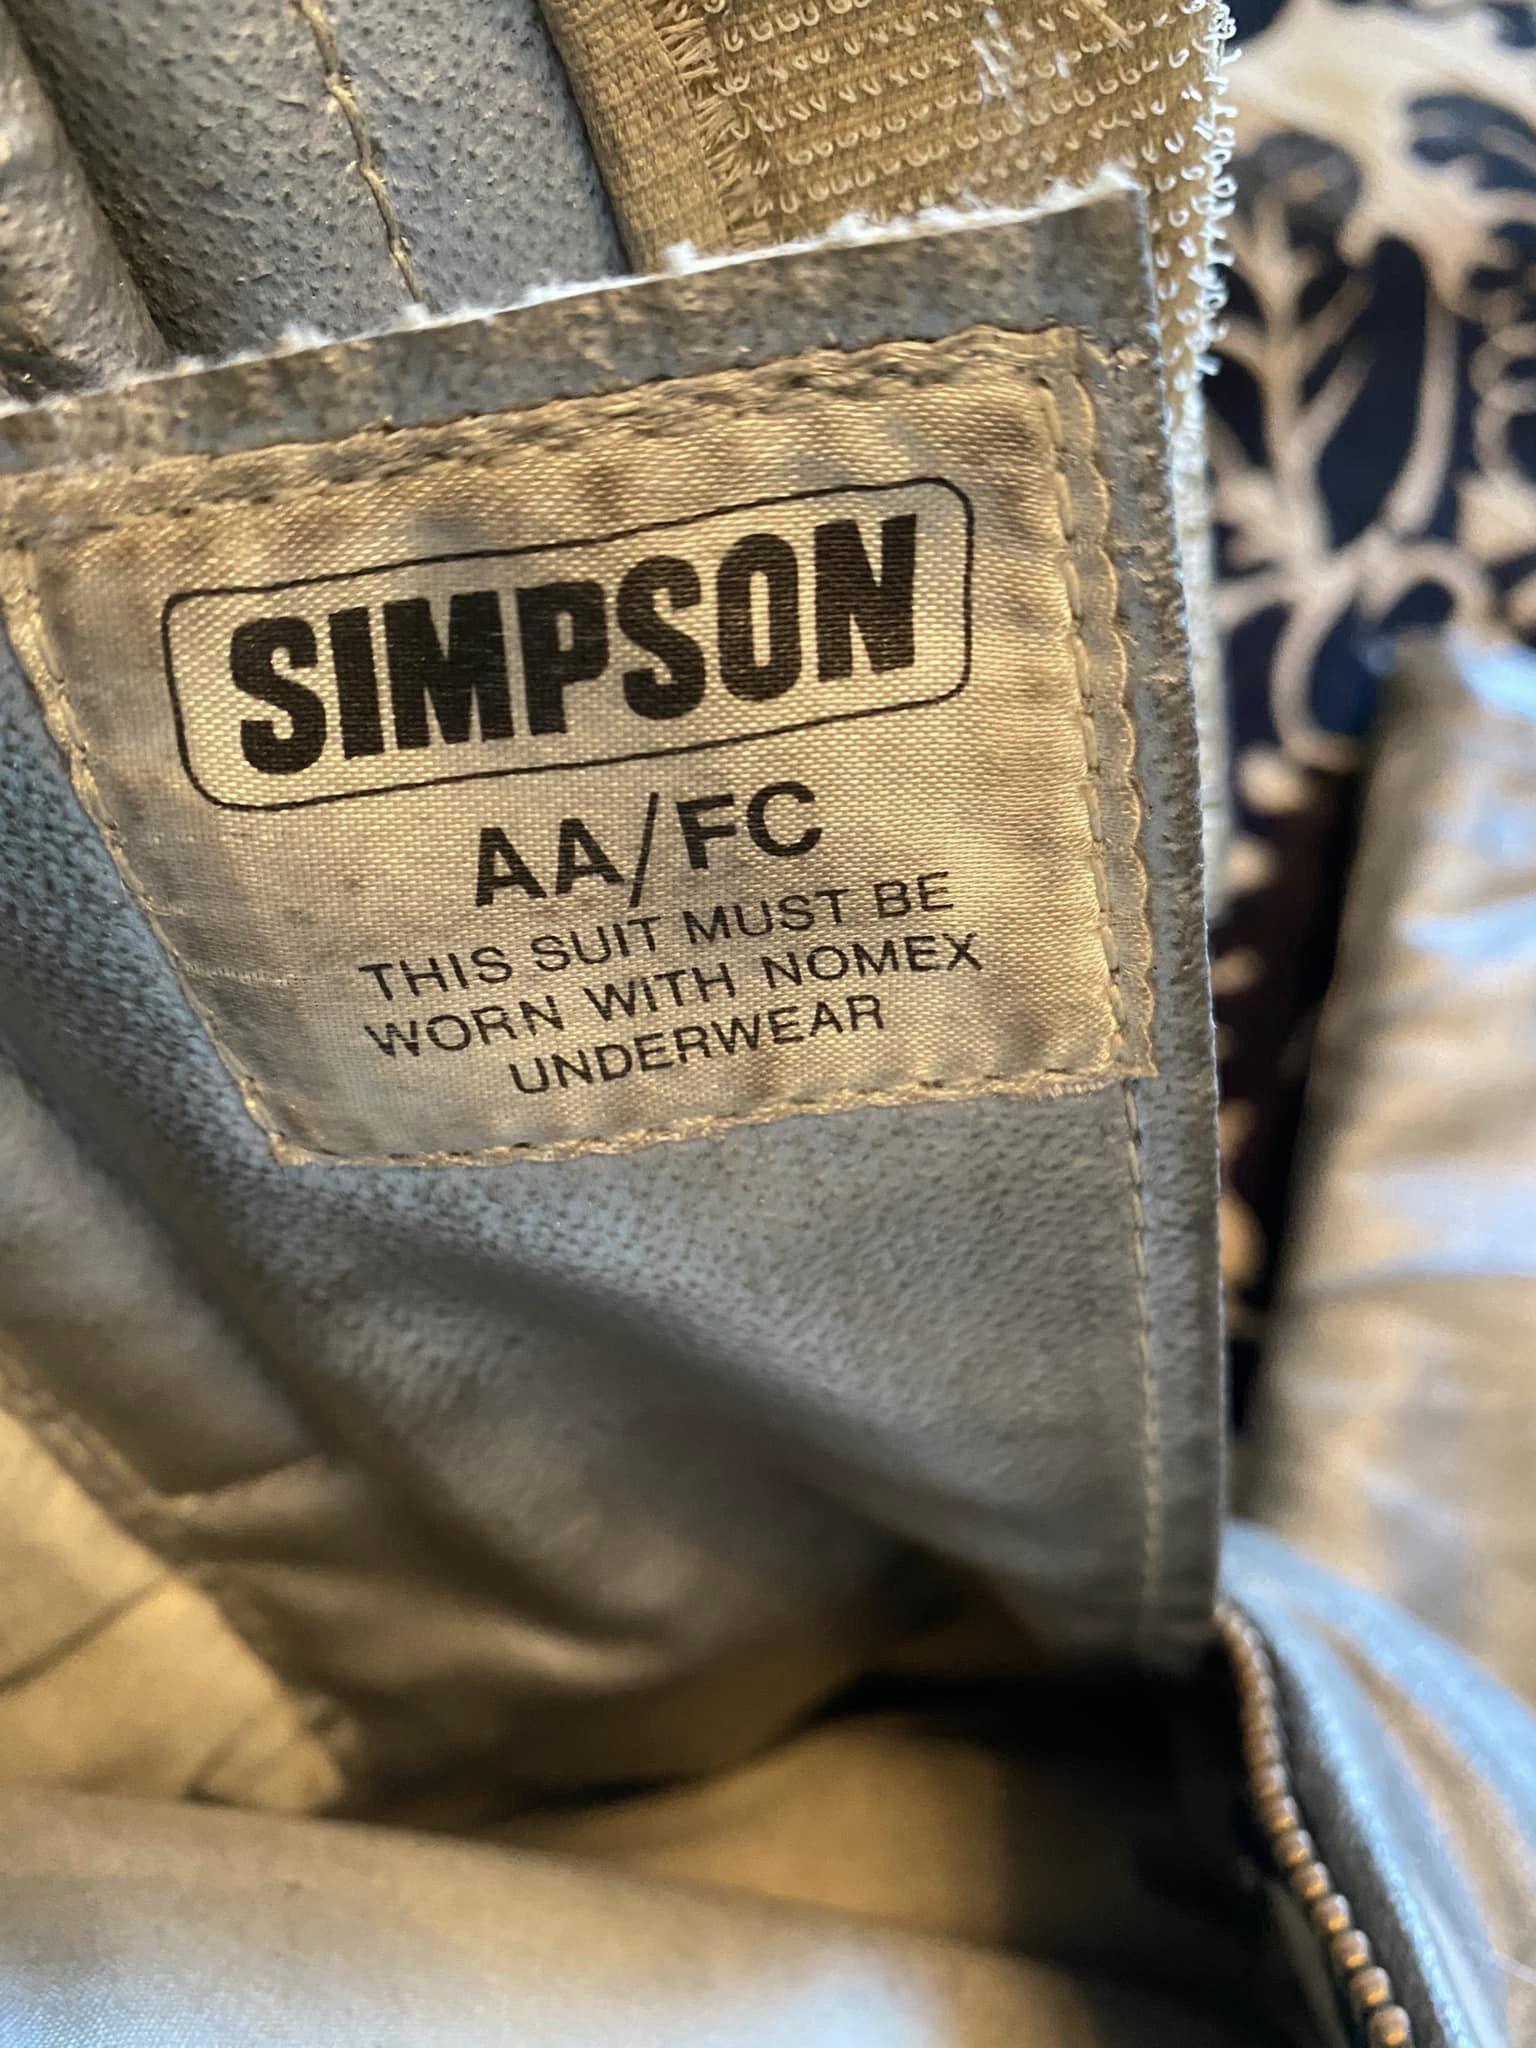 SIMPSON
AA/FC
THIS SUIT MUST BE
WORN WITH NOMEX
UNDERWEAR